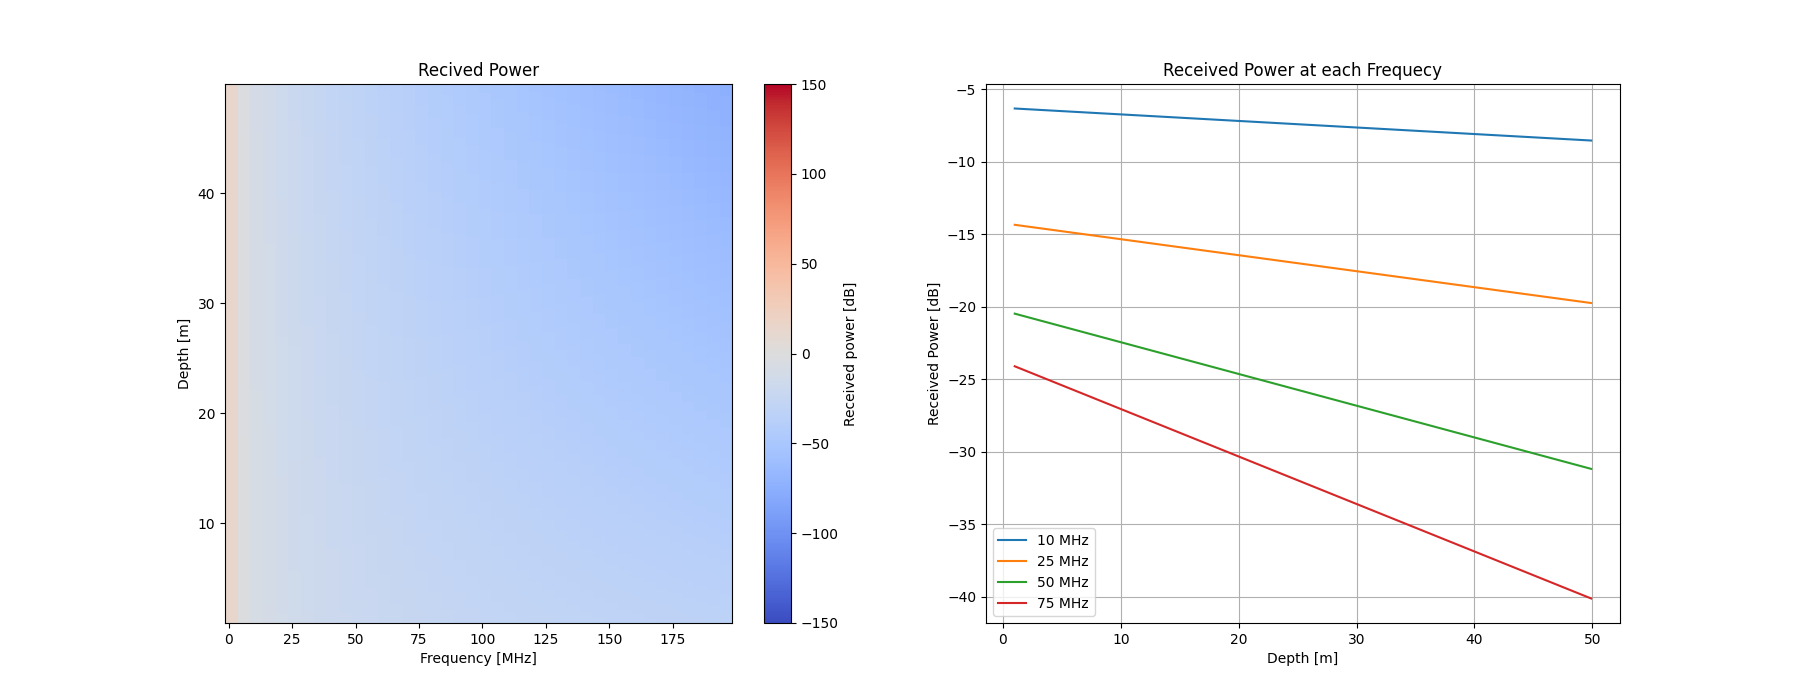 Recived Power
40
30
20
10
Depth [m]
0 25 50 75 100 125 150 175
Frequency [MHz]
150
100
50
0
−50
−100
−150
Received power [dB]
Received Power at each Frequecy
−5
−10
−15
−20
−25
−30
−35
−40
Received Power [dB]
10 MHz
25 MHz
50 MHz
75 MHz
0 10 20 30 40 50
Depth [m]